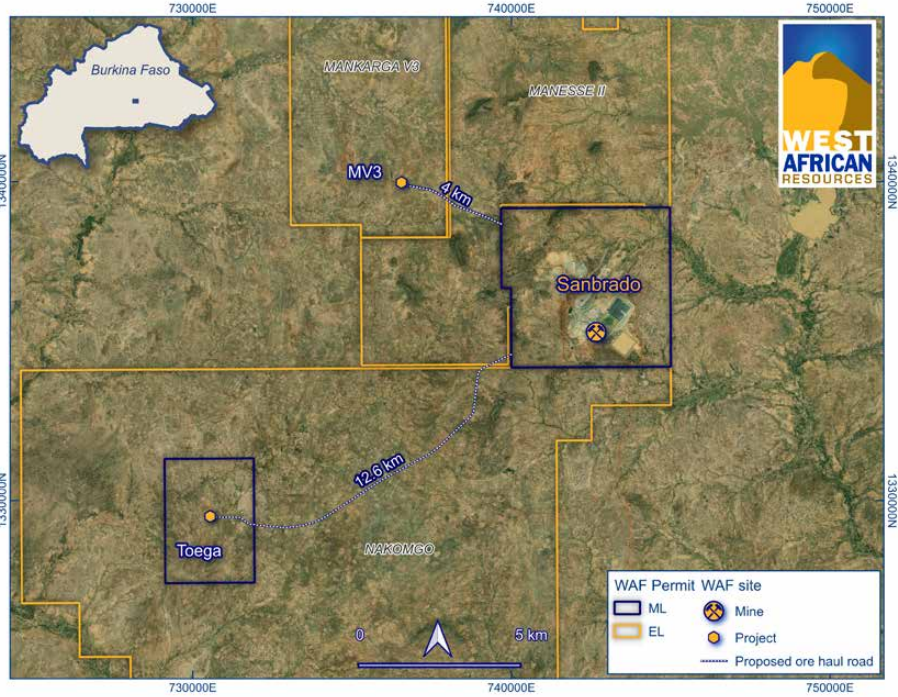 730000E
740000E
750000E
Burkina Faso
MANKARGA V3
MANESSE II
WEST
AFRICAN
RESOURCES
1340000N
1340000N
MV3
4 km
Sanbrado
12.6 km
1330000N
1330000N
Toega
NAKOMGO
0
5 km
WAF Permit
ML
EL
WAF site
Mine
Project
Proposed ore haul road
730000E
740000E
750000E